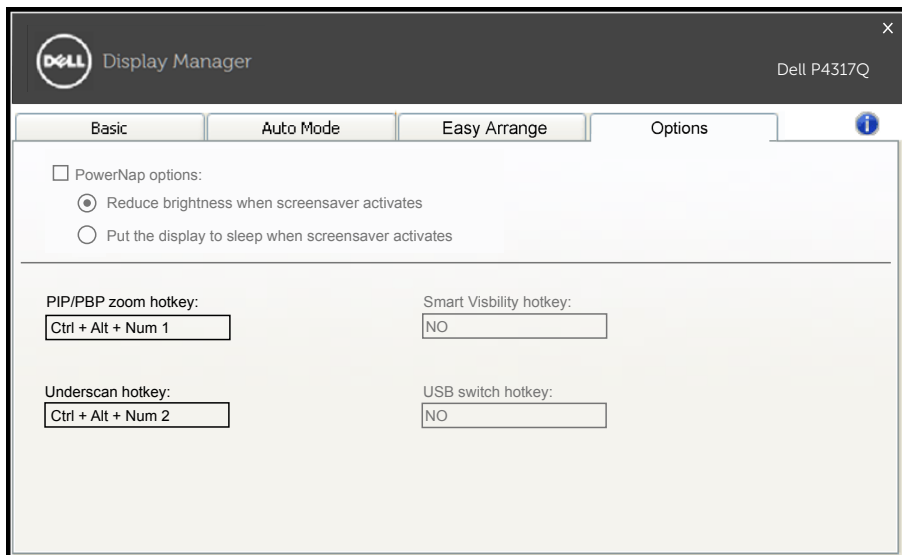 X
DELL Display Manager
Dell P4317Q
Basic Auto Mode Easy Arrange Options i
PowerNap options:
Reduce brightness when screensaver activates
Put the display to sleep when screensaver activates
PIP/PBP zoom hotkey: Smart Visbility hotkey:
Ctrl + Alt + Num 1 NO
Underscan hotkey: USB switch hotkey:
Ctrl + Alt + Num 2 NO